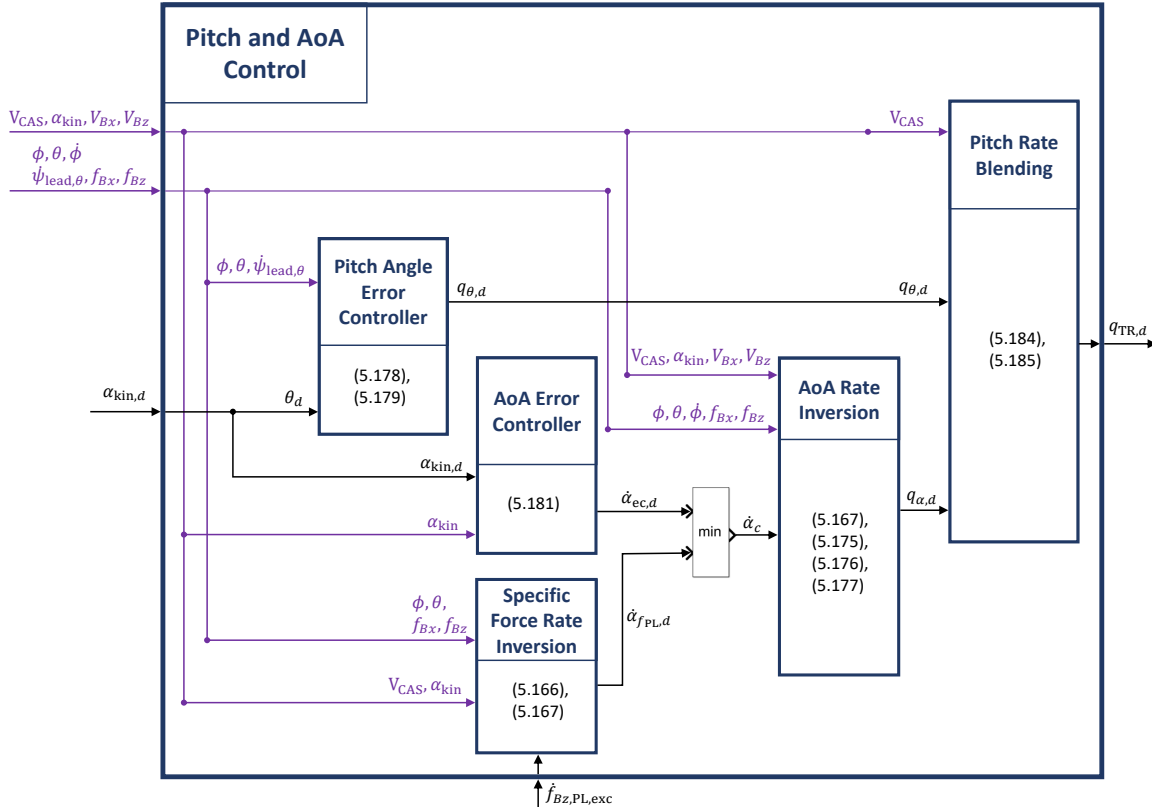 Pitch and AoA
Control
V_CAS, α_kin, V_Bx, V_Bz
V_CAS
ϕ, θ, ϕ̇
ψ̇_lead,θ, f_Bx, f_Bz
Pitch Rate
Blending
ϕ, θ, ψ̇_lead,θ
Pitch Angle
Error
Controller
q_θ,d
q_θ,d
(5.184),
(5.185)
q_TR,d
(5.178),
(5.179)
V_CAS, α_kin, V_Bx, V_Bz
α_kin,d
θ_d
AoA Error
Controller
AoA Rate
Inversion
ϕ, θ, ϕ̇, f_Bx, f_Bz
α_kin,d
(5.181)
α̇_ec,d
min
α̇_c
q_α,d
α_kin
(5.167),
(5.175),
(5.176),
(5.177)
ϕ, θ,
f_Bx, f_Bz
Specific
Force Rate
Inversion
α̇_f_PL,d
V_CAS, α_kin
(5.166),
(5.167)
ḟ_Bz,PL,exc